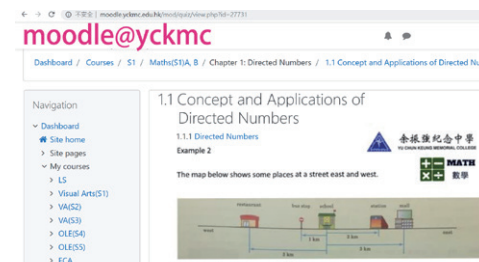 不安全 | moodle.yckmc.edu.hk/mod/quiz/view.php?id=27731
moodle@yckmc
Dashboard / Courses / S1 / Maths(S1)A, B / Chapter 1: Directed Numbers / 1.1 Concept and Applications of Directed Nu
Navigation
Dashboard
Site home
Site pages
My courses
LS
Visual Arts(S1)
VA(S2)
VA(S3)
OLE(S4)
OLE(S5)
ECA
1.1 Concept and Applications of
Directed Numbers
1.1.1 Directed Numbers
Example 2
余振強紀念中學
YU CHUN KEUNG MEMORIAL COLLEGE
MATH
數學
The map below shows some places at a street east and west.
restaurant bus stop school station mall
west east
1 km 3 km
5 km